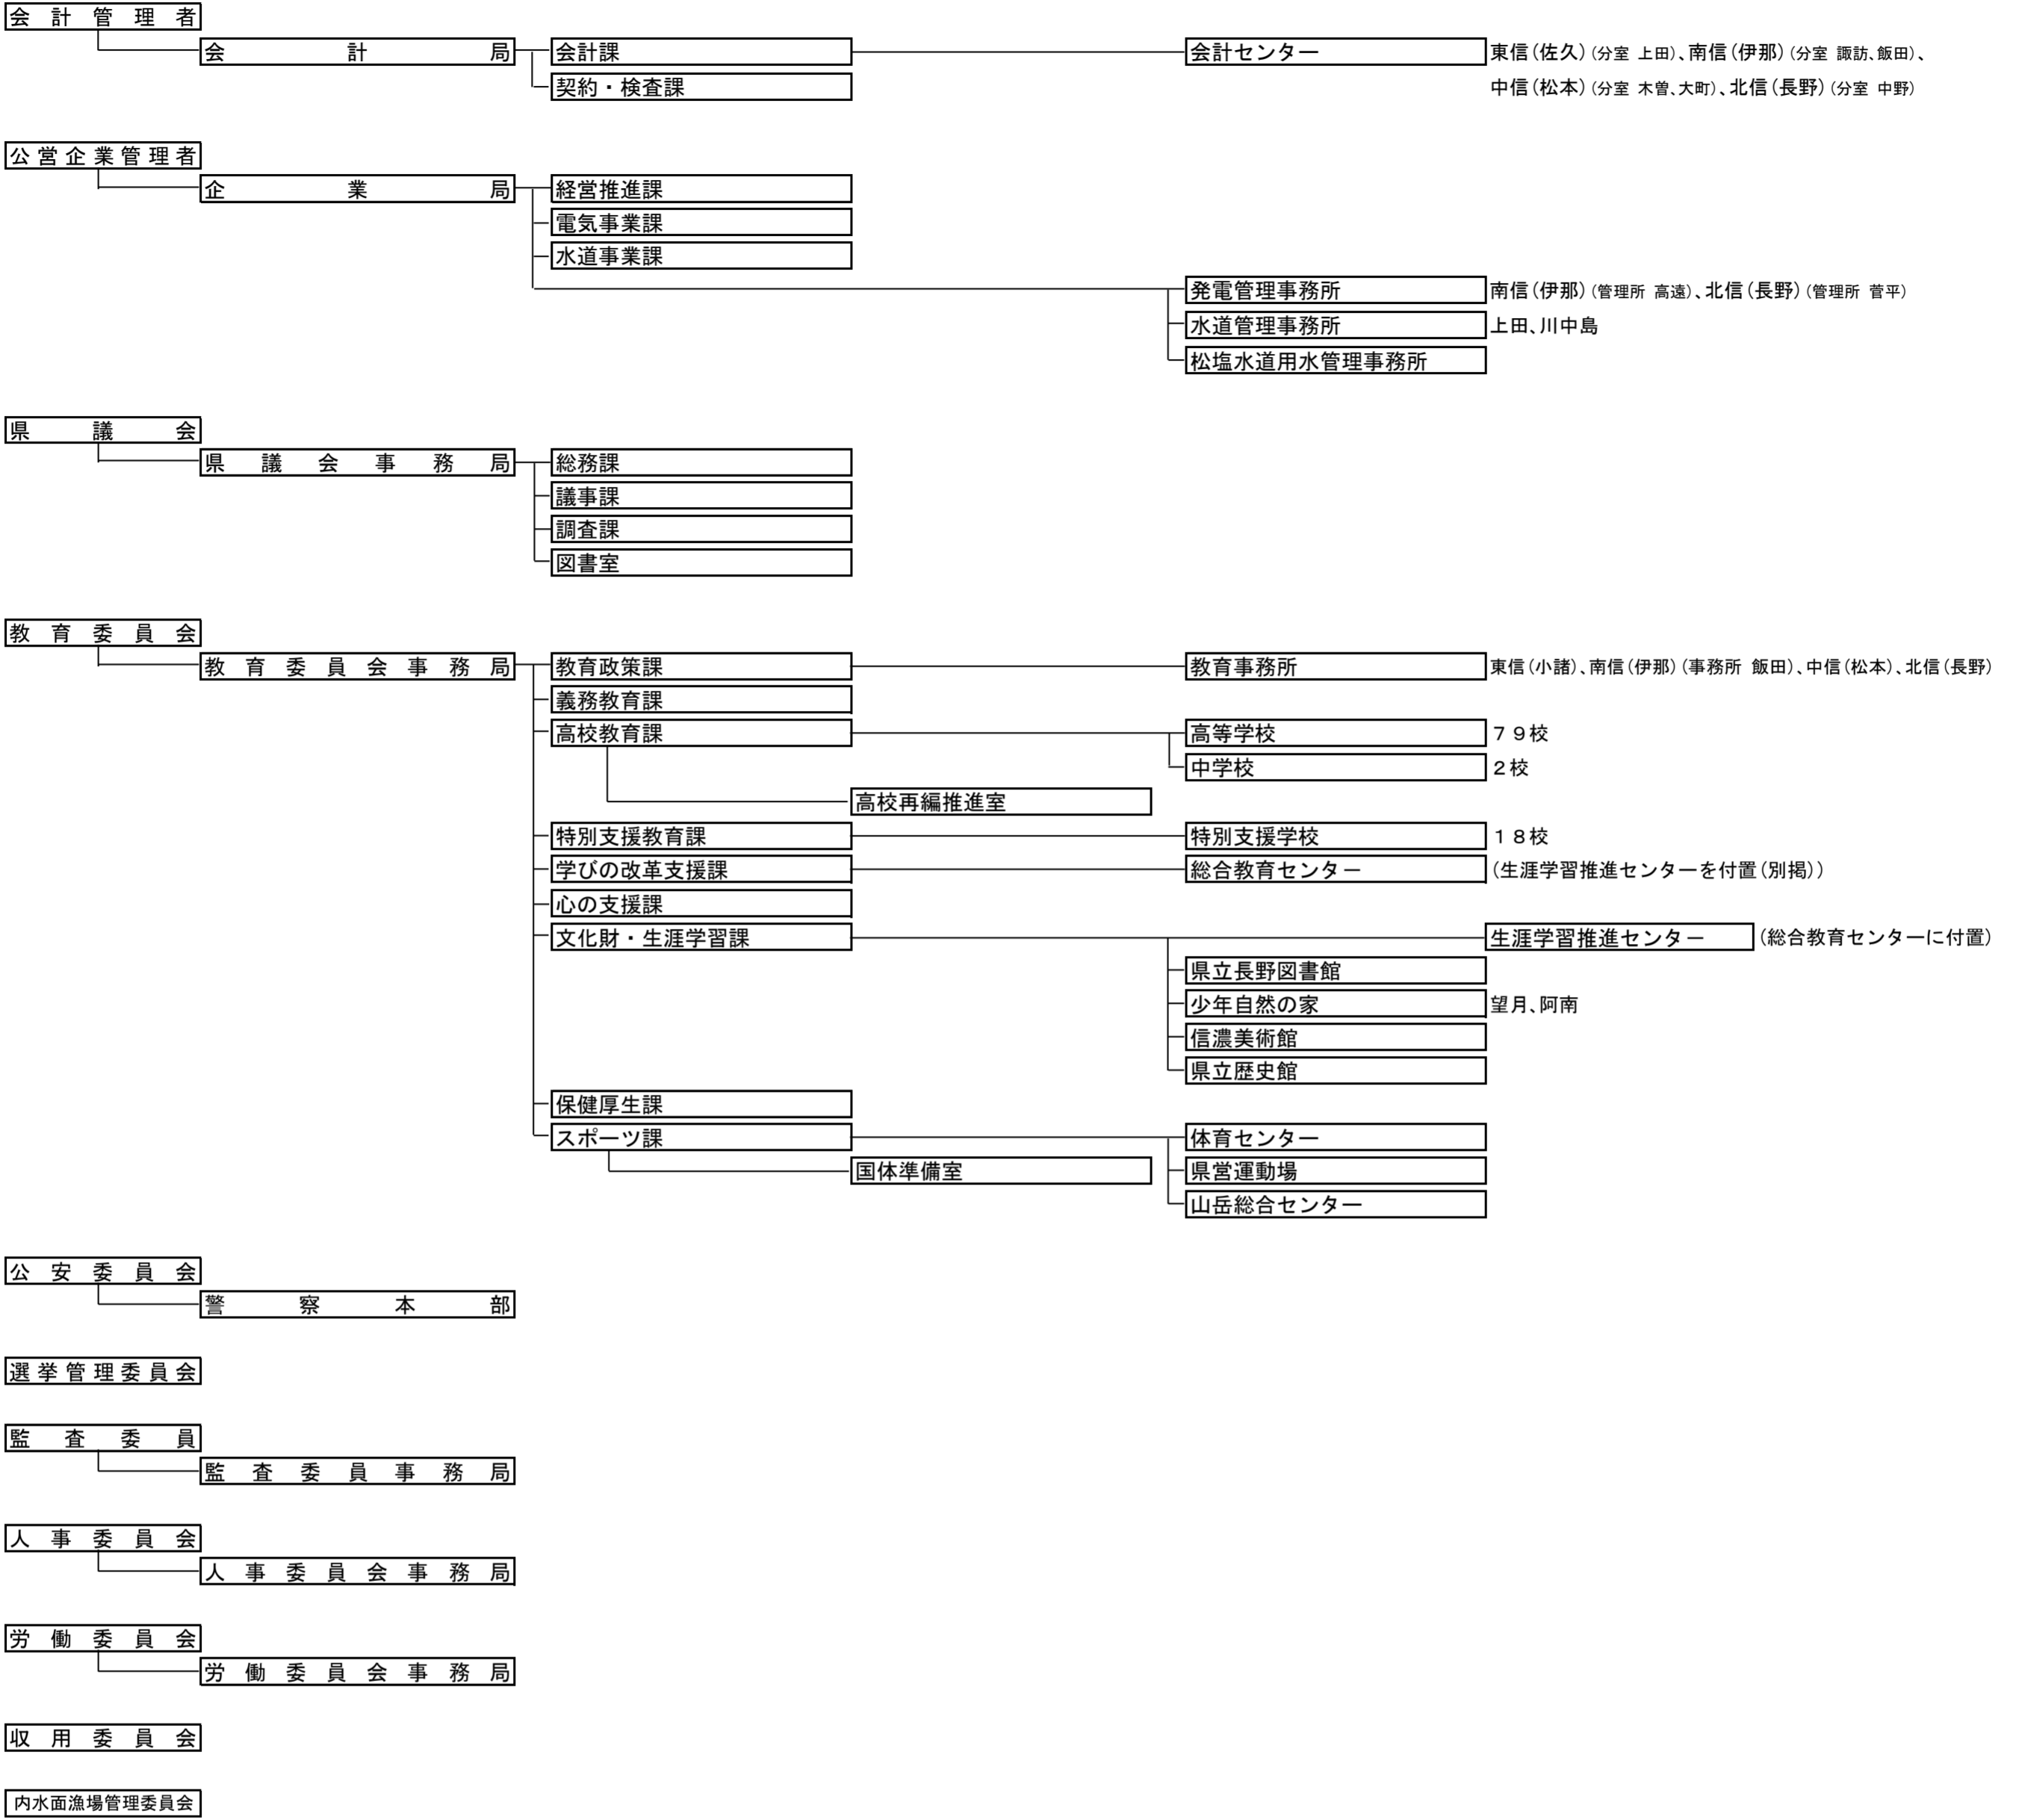 会計管理者
会計局 会計課 会計センター 東信（佐久）（分室 上田）、南信（伊那）（分室 諏訪、飯田）、
契約・検査課 中信（松本）（分室 木曽、大町）、北信（長野）（分室 中野）
公営企業管理者
企業局 経営推進課
電気事業課
水道事業課
発電管理事務所 南信（伊那）（管理所 高遠）、北信（長野）（管理所 菅平）
水道管理事務所 上田、川中島
松塩水道用水管理事務所
県議会
県議会事務局 総務課
議事課
調査課
図書室
教育委員会
教育委員会事務局 教育政策課 教育事務所 東信（小諸）、南信（伊那）（事務所 飯田）、中信（松本）、北信（長野）
義務教育課
高校教育課 高等学校 ７９校
中学校 ２校
高校再編推進室
特別支援教育課 特別支援学校 １８校
学びの改革支援課 総合教育センター （生涯学習推進センターを付置（別掲））
心の支援課
文化財・生涯学習課 生涯学習推進センター （総合教育センターに付置）
県立長野図書館
少年自然の家 望月、阿南
信濃美術館
県立歴史館
保健厚生課
スポーツ課 体育センター
国体準備室 県営運動場
山岳総合センター
公安委員会
警察本部
選挙管理委員会
監査委員
監査委員事務局
人事委員会
人事委員会事務局
労働委員会
労働委員会事務局
収用委員会
内水面漁場管理委員会